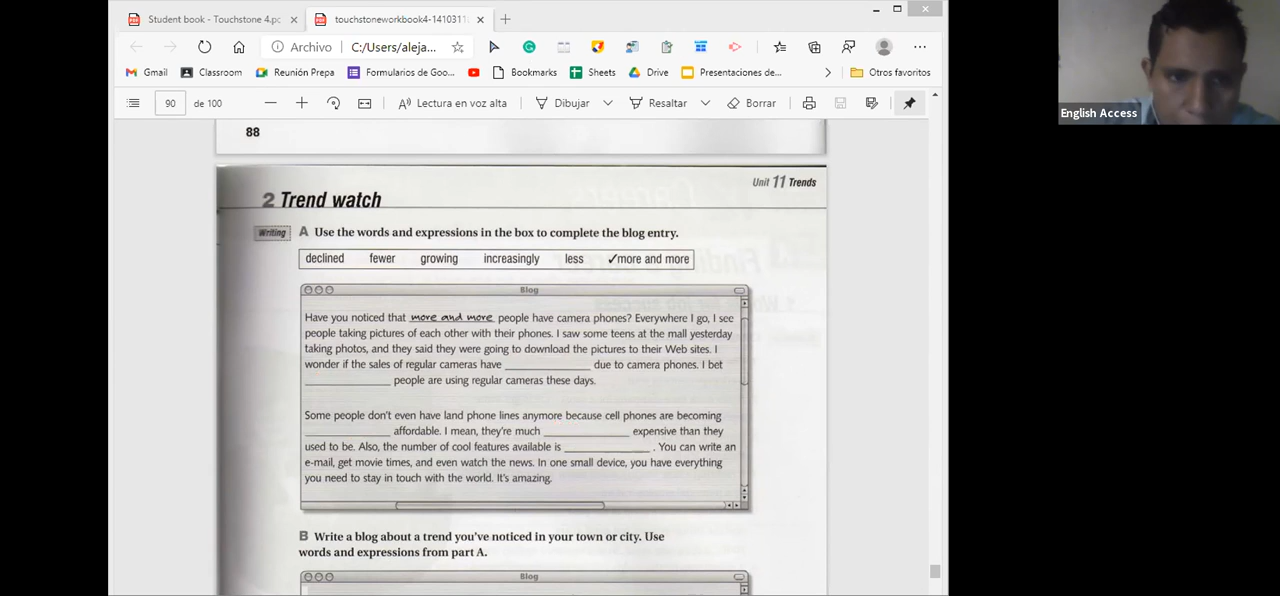 Student book - Touchstone 4.pc
touchstoneworkbook4-1410311
Archivo
C:/Users/aleja...
Gmail
Classroom
Reunión Prepa
Formularios de Goo...
Bookmarks
Sheets
Drive
Presentaciones de...
Otros favoritos
90
de 100
Lectura en voz alta
Dibujar
Resaltar
Borrar
English Access
88
Unit 11 Trends
2 Trend watch
Writing
A Use the words and expressions in the box to complete the blog entry.
declined fewer growing increasingly less ✓more and more
Blog
Have you noticed that more and more people have camera phones? Everywhere I go, I see
people taking pictures of each other with their phones. I saw some teens at the mall yesterday
taking photos, and they said they were going to download the pictures to their Web sites. I
wonder if the sales of regular cameras have ______________ due to camera phones. I bet
______________ people are using regular cameras these days.
Some people don't even have land phone lines anymore because cell phones are becoming
______________ affordable. I mean, they're much ______________ expensive than they
used to be. Also, the number of cool features available is ______________ . You can write an
e-mail, get movie times, and even watch the news. In one small device, you have everything
you need to stay in touch with the world. It's amazing.
B Write a blog about a trend you've noticed in your town or city. Use
words and expressions from part A.
Blog